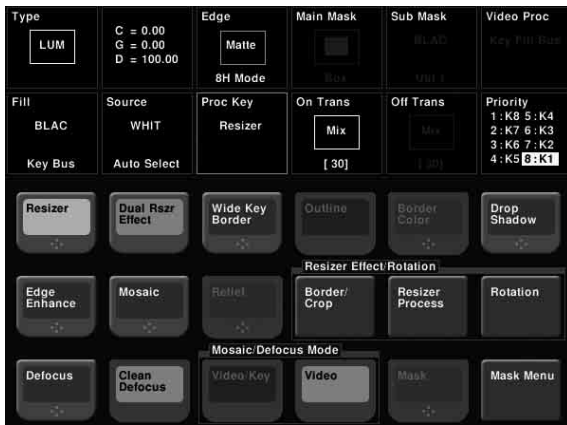 Type
LUM
C = 0.00
G = 0.00
D = 100.00
Edge
Matte
8H Mode
Main Mask
Box
Sub Mask
BLAC
Video Proc
Key Fill Bus
Fill
BLAC
Key Bus
Source
WHIT
Auto Select
Proc Key
Resizer
On Trans
Mix
[ 30]
Off Trans
Mix
[ 30]
Priority
1:K8 5:K4
2:K7 6:K3
3:K6 7:K2
4:K5 8:K1
Resizer
Dual Rszr
Effect
Wide Key
Border
Outline
Border
Color
Drop
Shadow
Resizer Effect/Rotation
Edge
Enhance
Mosaic
Relief
Border/
Crop
Resizer
Process
Rotation
Mosaic/Defocus Mode
Defocus
Clean
Defocus
Video/Key
Video
Mask
Mask Menu